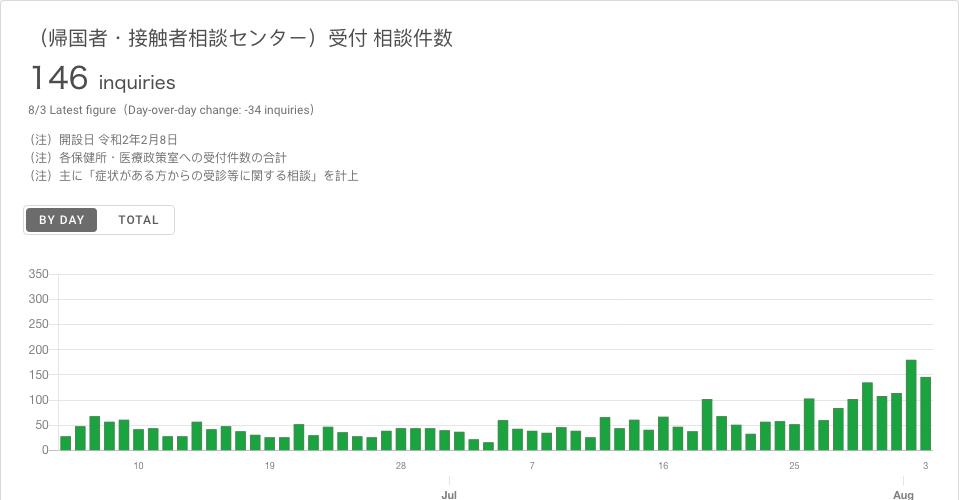 （帰国者・接触者相談センター）受付 相談件数
146 inquiries
8/3 Latest figure（Day-over-day change: -34 inquiries）
（注）開設日 令和2年2月8日
（注）各保健所・医療政策室への受付件数の合計
（注）主に「症状がある方からの受診等に関する相談」を計上
BY DAY TOTAL
350
300
250
200
150
100
50
0
10 19 28 7 16 25 3
Jul Aug